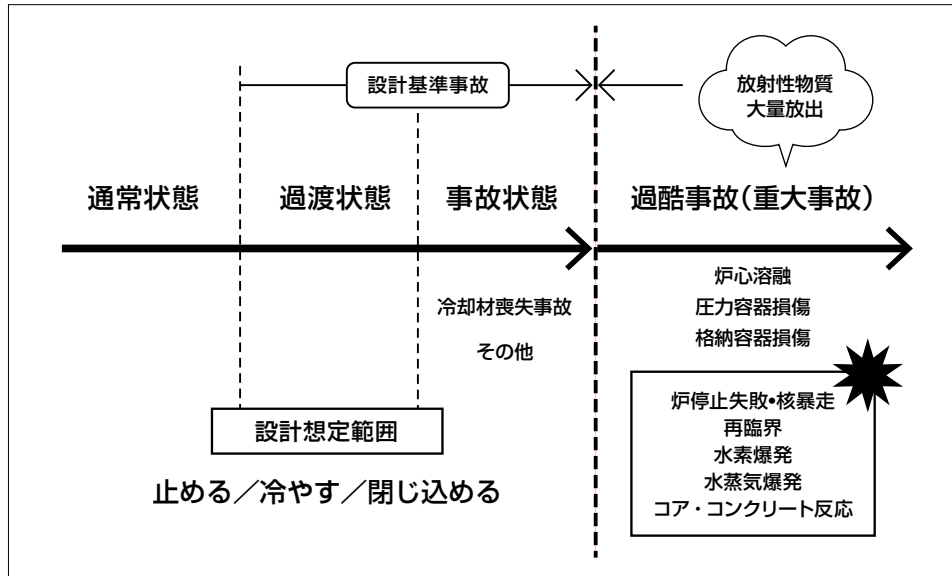 設計基準事故
放射性物質
大量放出
通常状態
過渡状態
事故状態
過酷事故(重大事故)
冷却材喪失事故
その他
炉心溶融
圧力容器損傷
格納容器損傷
設計想定範囲
止める／冷やす／閉じ込める
炉停止失敗•核暴走
再臨界
水素爆発
水蒸気爆発
コア・コンクリート反応